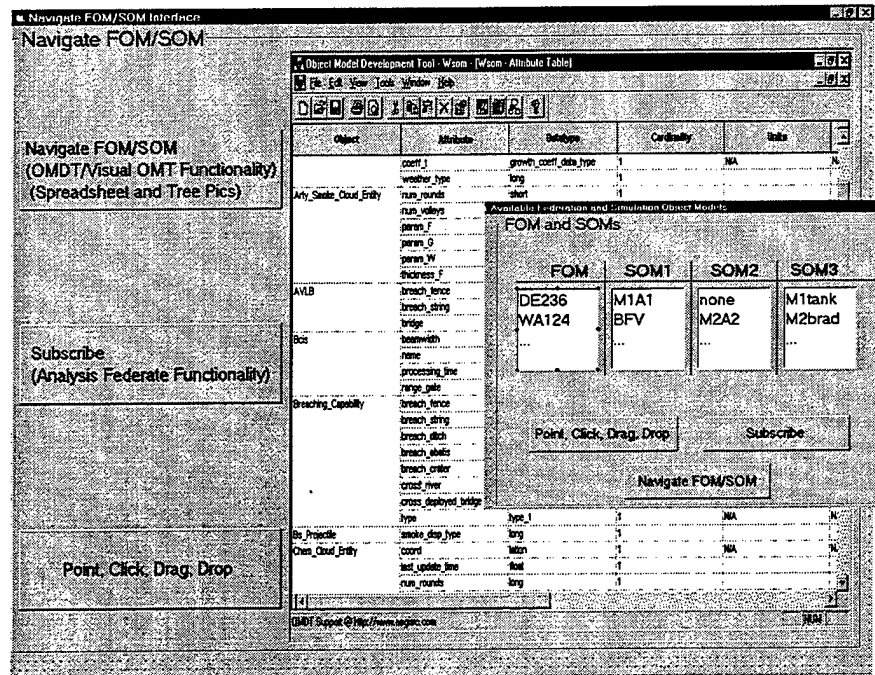 Navigate FOM/SOM Interface
Navigate FOM/SOM
Navigate FOM/SOM
(OMDT/Visual OMT Functionality)
(Spreadsheet and Tree Pics)
Subscribe
(Analysis Federate Functionality)
Point, Click, Drag, Drop
Object Model Development Tool - Wsom - [Wsom - Attribute Table]
File Edit View Tools Window Help
Object Attribute Datatype Cardinality Units
coeff_t growth_coeff_data_type 1 N/A N
weather_type long 1
Arty_Smoke_Cloud_Entity num_rounds short 1
num_volleys
param_F
param_G
param_W
thickness_F
AVLB breach_fence
breach_string
bridge
Bcis beamwidth
name
processing_time
range_gate
Breaching_Capability breach_fence
breach_string
breach_ditch
breach_abatis
breach_crater
cross_river
cross_deployed_bridge
type type_1 1 N/A N
Bs_Projectile smoke_disp_type long 1
Ches_Cloud_Entity coord 1 N/A N
last_update_time float 1
num_rounds long 1
NUM
Available Federation and Simulation Object Models
FOM and SOMs
FOM SOM1 SOM2 SOM3
DE236 M1A1 none M1tank
WA124 BFV M2A2 M2brad
... ... ... ...
Point, Click, Drag, Drop Subscribe
Navigate FOM/SOM